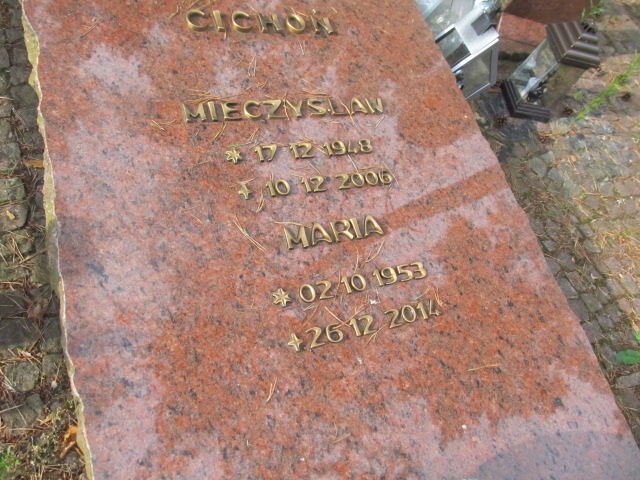 CICHOŃ
MIECZYSŁAW
* 17 12 1948
+ 10 12 2006
MARIA
* 02 10 1953
+ 26 12 2014